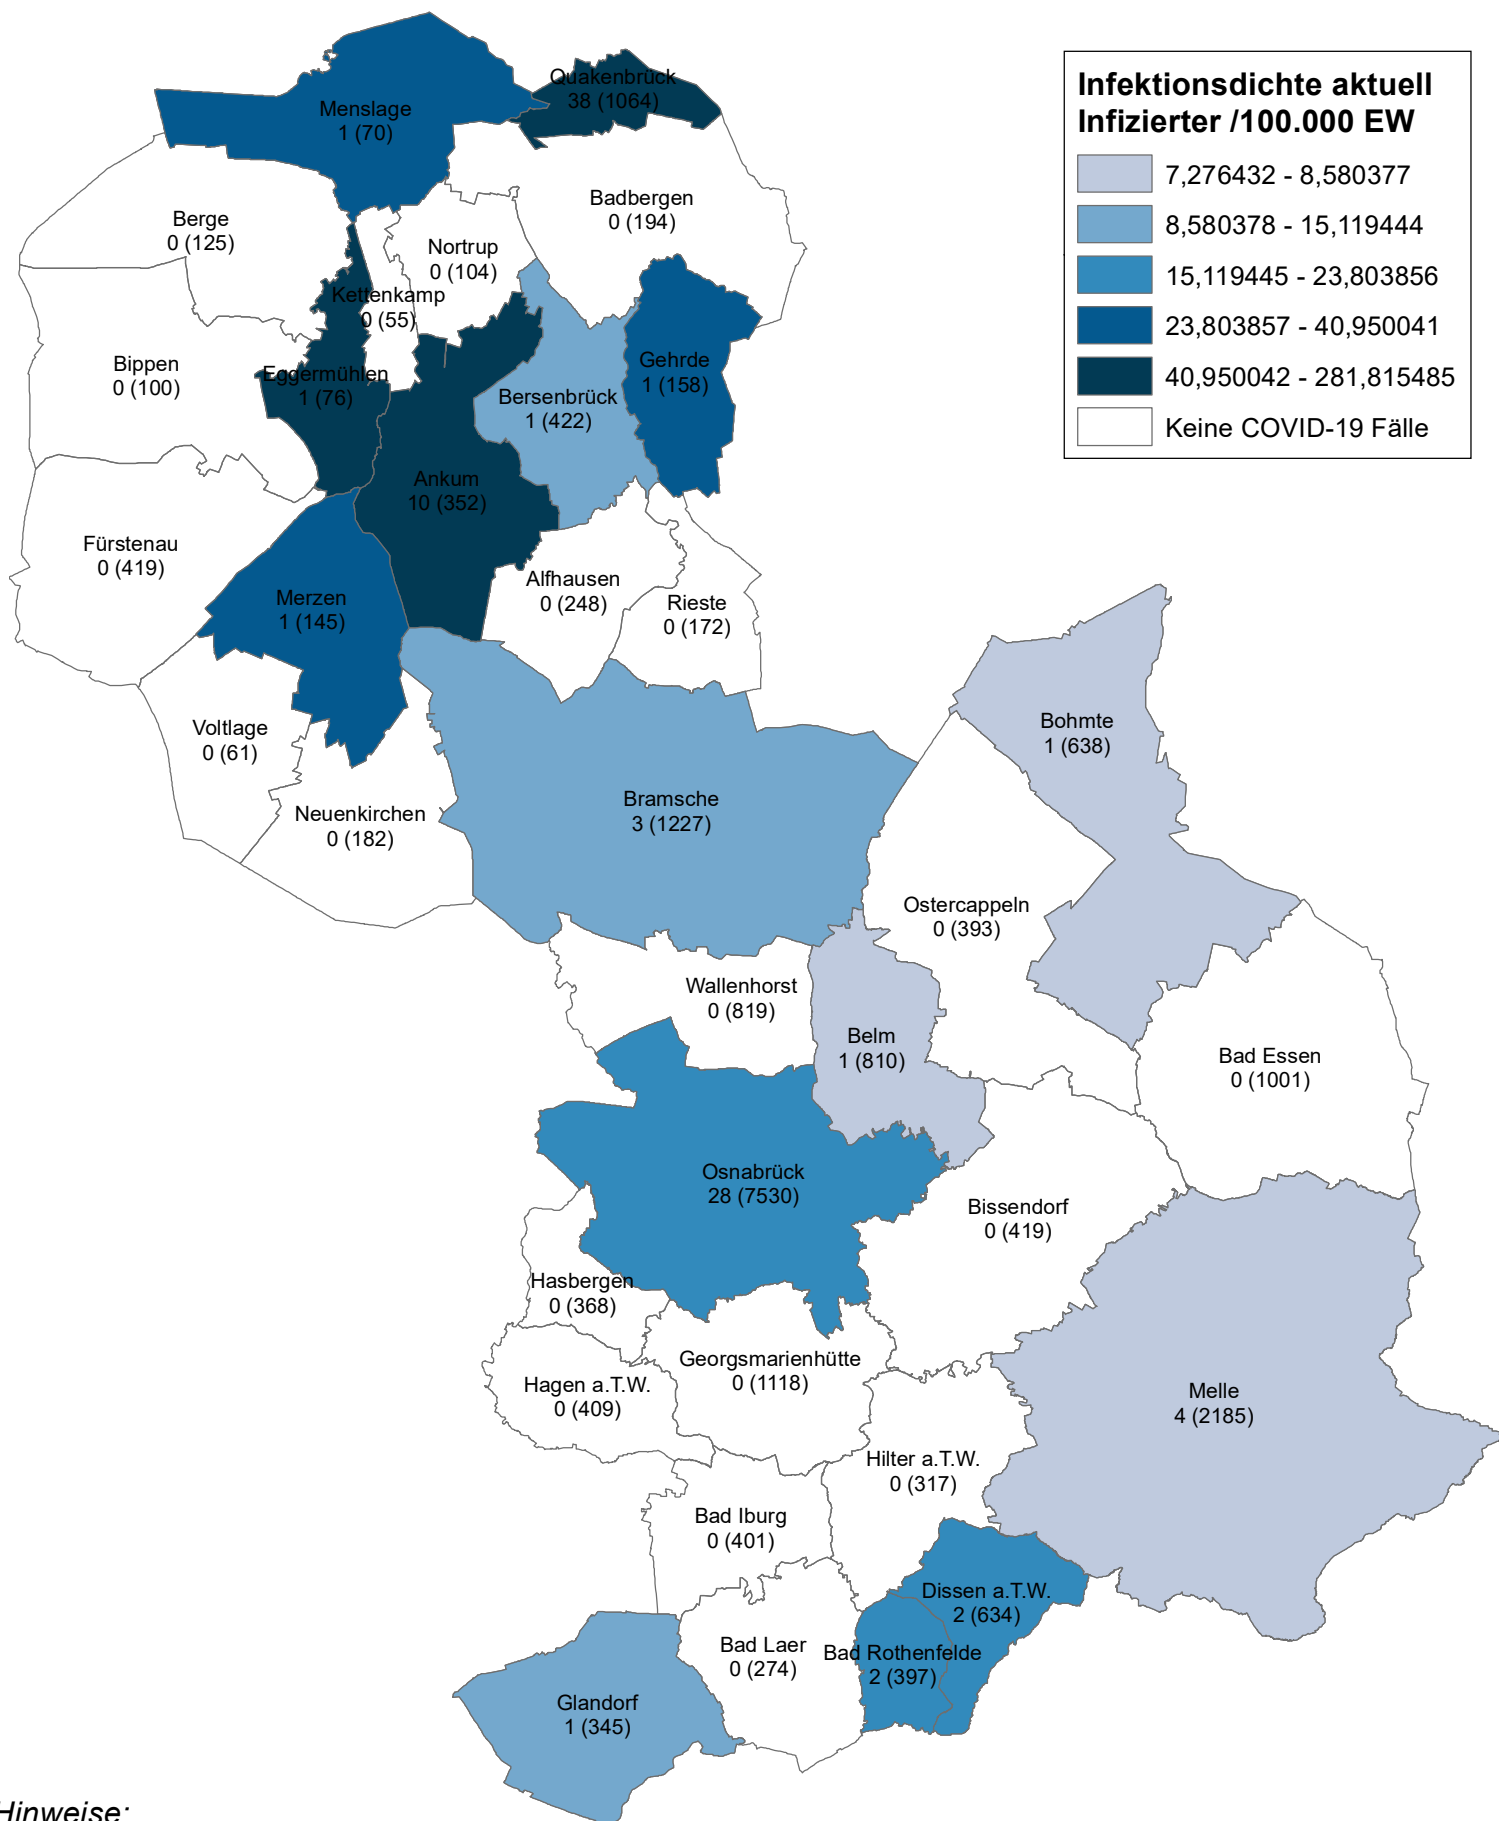 Infektionsdichte aktuell
Infizierter /100.000 EW
7,276432 - 8,580377
8,580378 - 15,119444
15,119445 - 23,803856
23,803857 - 40,950041
40,950042 - 281,815485
Keine COVID-19 Fälle
Quakenbrück
38 (1064)
Menslage
1 (70)
Badbergen
0 (194)
Berge
0 (125)
Nortrup
0 (104)
Kettenkamp
0 (55)
Bippen
0 (100)
Eggermühlen
1 (76)
Gehrde
1 (158)
Bersenbrück
1 (422)
Ankum
10 (352)
Fürstenau
0 (419)
Alfhausen
0 (248)
Merzen
1 (145)
Rieste
0 (172)
Voltlage
0 (61)
Bohmte
1 (638)
Bramsche
3 (1227)
Neuenkirchen
0 (182)
Ostercappeln
0 (393)
Wallenhorst
0 (819)
Belm
1 (810)
Bad Essen
0 (1001)
Osnabrück
28 (7530)
Bissendorf
0 (419)
Hasbergen
0 (368)
Georgsmarienhütte
0 (1118)
Hagen a.T.W.
0 (409)
Melle
4 (2185)
Hilter a.T.W.
0 (317)
Bad Iburg
0 (401)
Dissen a.T.W.
2 (634)
Bad Laer
0 (274)
Bad Rothenfelde
2 (397)
Glandorf
1 (345)
Hinweise: